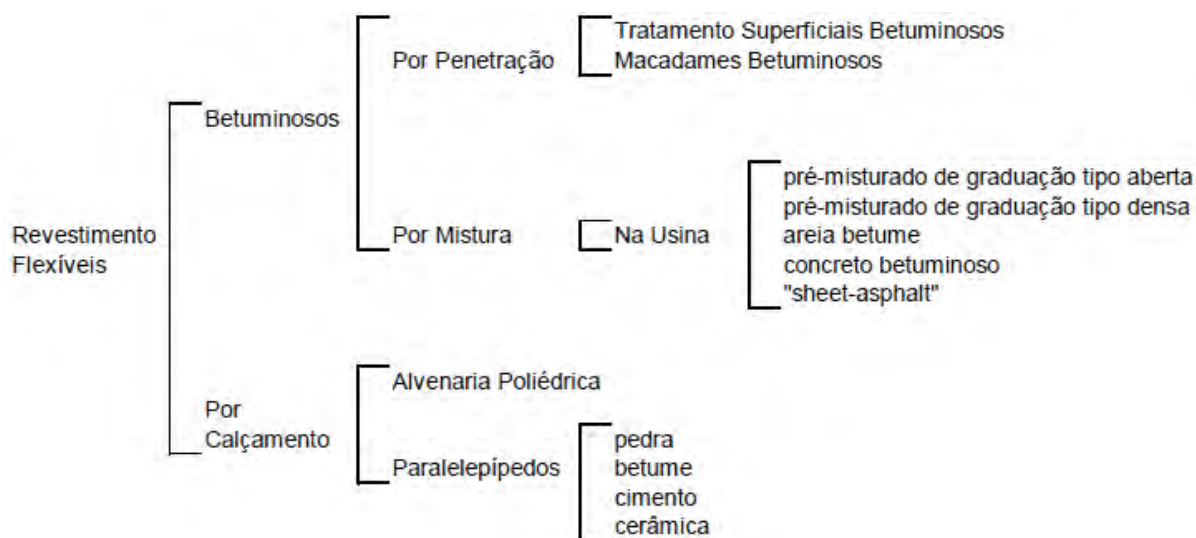 Tratamento Superficiais Betuminosos
Por Penetração
Macadames Betuminosos
Betuminosos
pré-misturado de graduação tipo aberta
pré-misturado de graduação tipo densa
Revestimento
Flexíveis
Por Mistura
Na Usina
areia betume
concreto betuminoso
"sheet-asphalt"
Alvenaria Poliédrica
Por
Calçamento
Paralelepípedos
pedra
betume
cimento
cerâmica